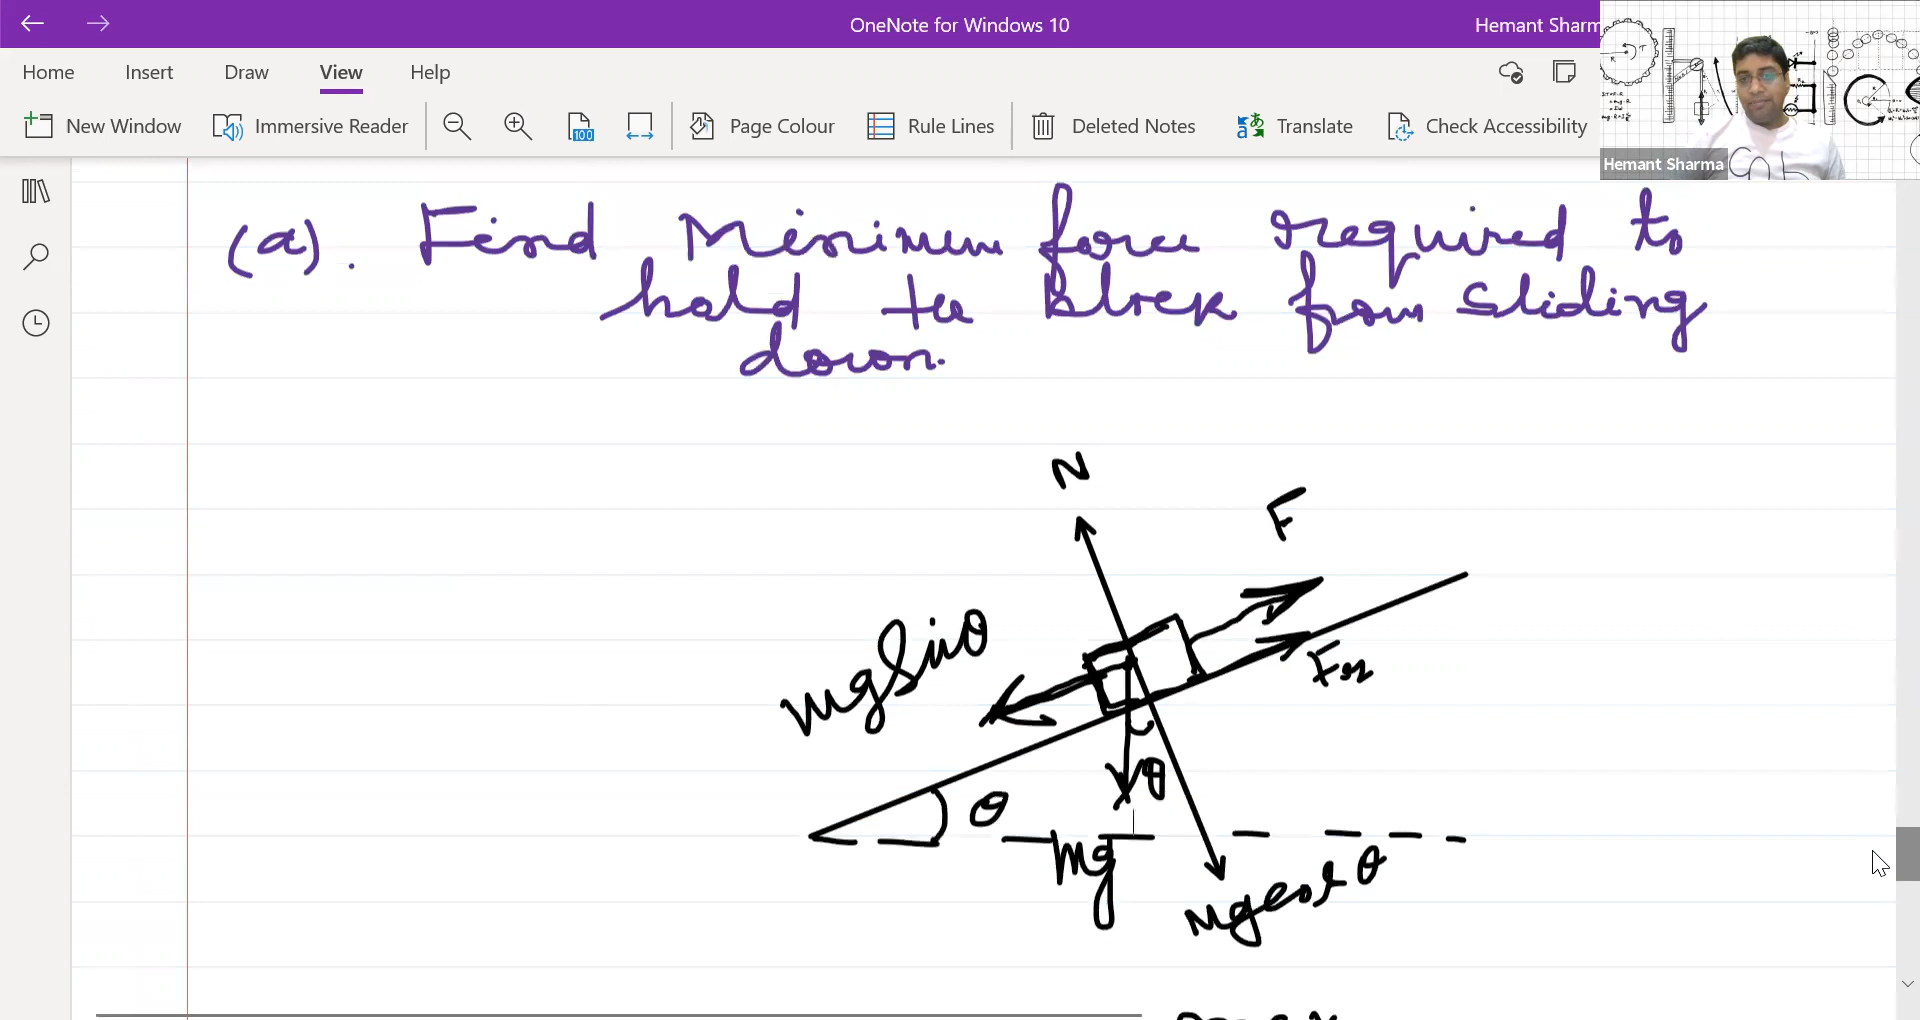 OneNote for Windows 10
Hemant Sharm
Home Insert Draw View Help
New Window Immersive Reader 100 Page Colour Rule Lines Deleted Notes Translate Check Accessibility
Hemant Sharma
(a). Find Minimum force required to
hold the Block from sliding
down.
N
F
mgSinθ
Fr
θ
θ
mg
mgcosθ